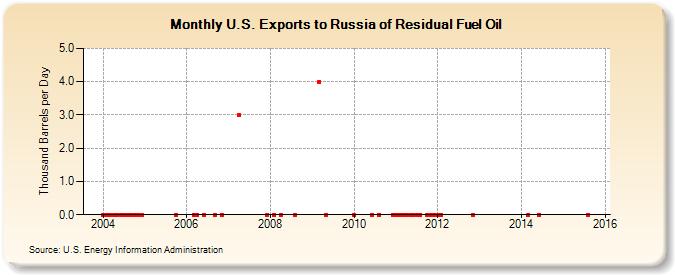 Monthly U.S. Exports to Russia of Residual Fuel Oil
Thousand Barrels per Day
5.0
4.0
3.0
2.0
1.0
0.0
2004 2006 2008 2010 2012 2014 2016
Source: U.S. Energy Information Administration